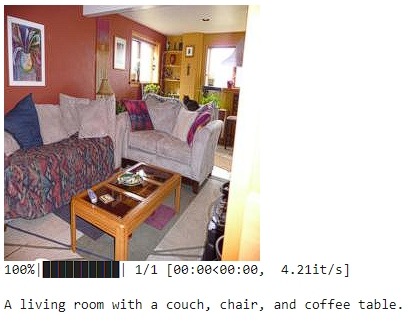 100%|██████████| 1/1 [00:00<00:00,  4.21it/s]
A living room with a couch, chair, and coffee table.